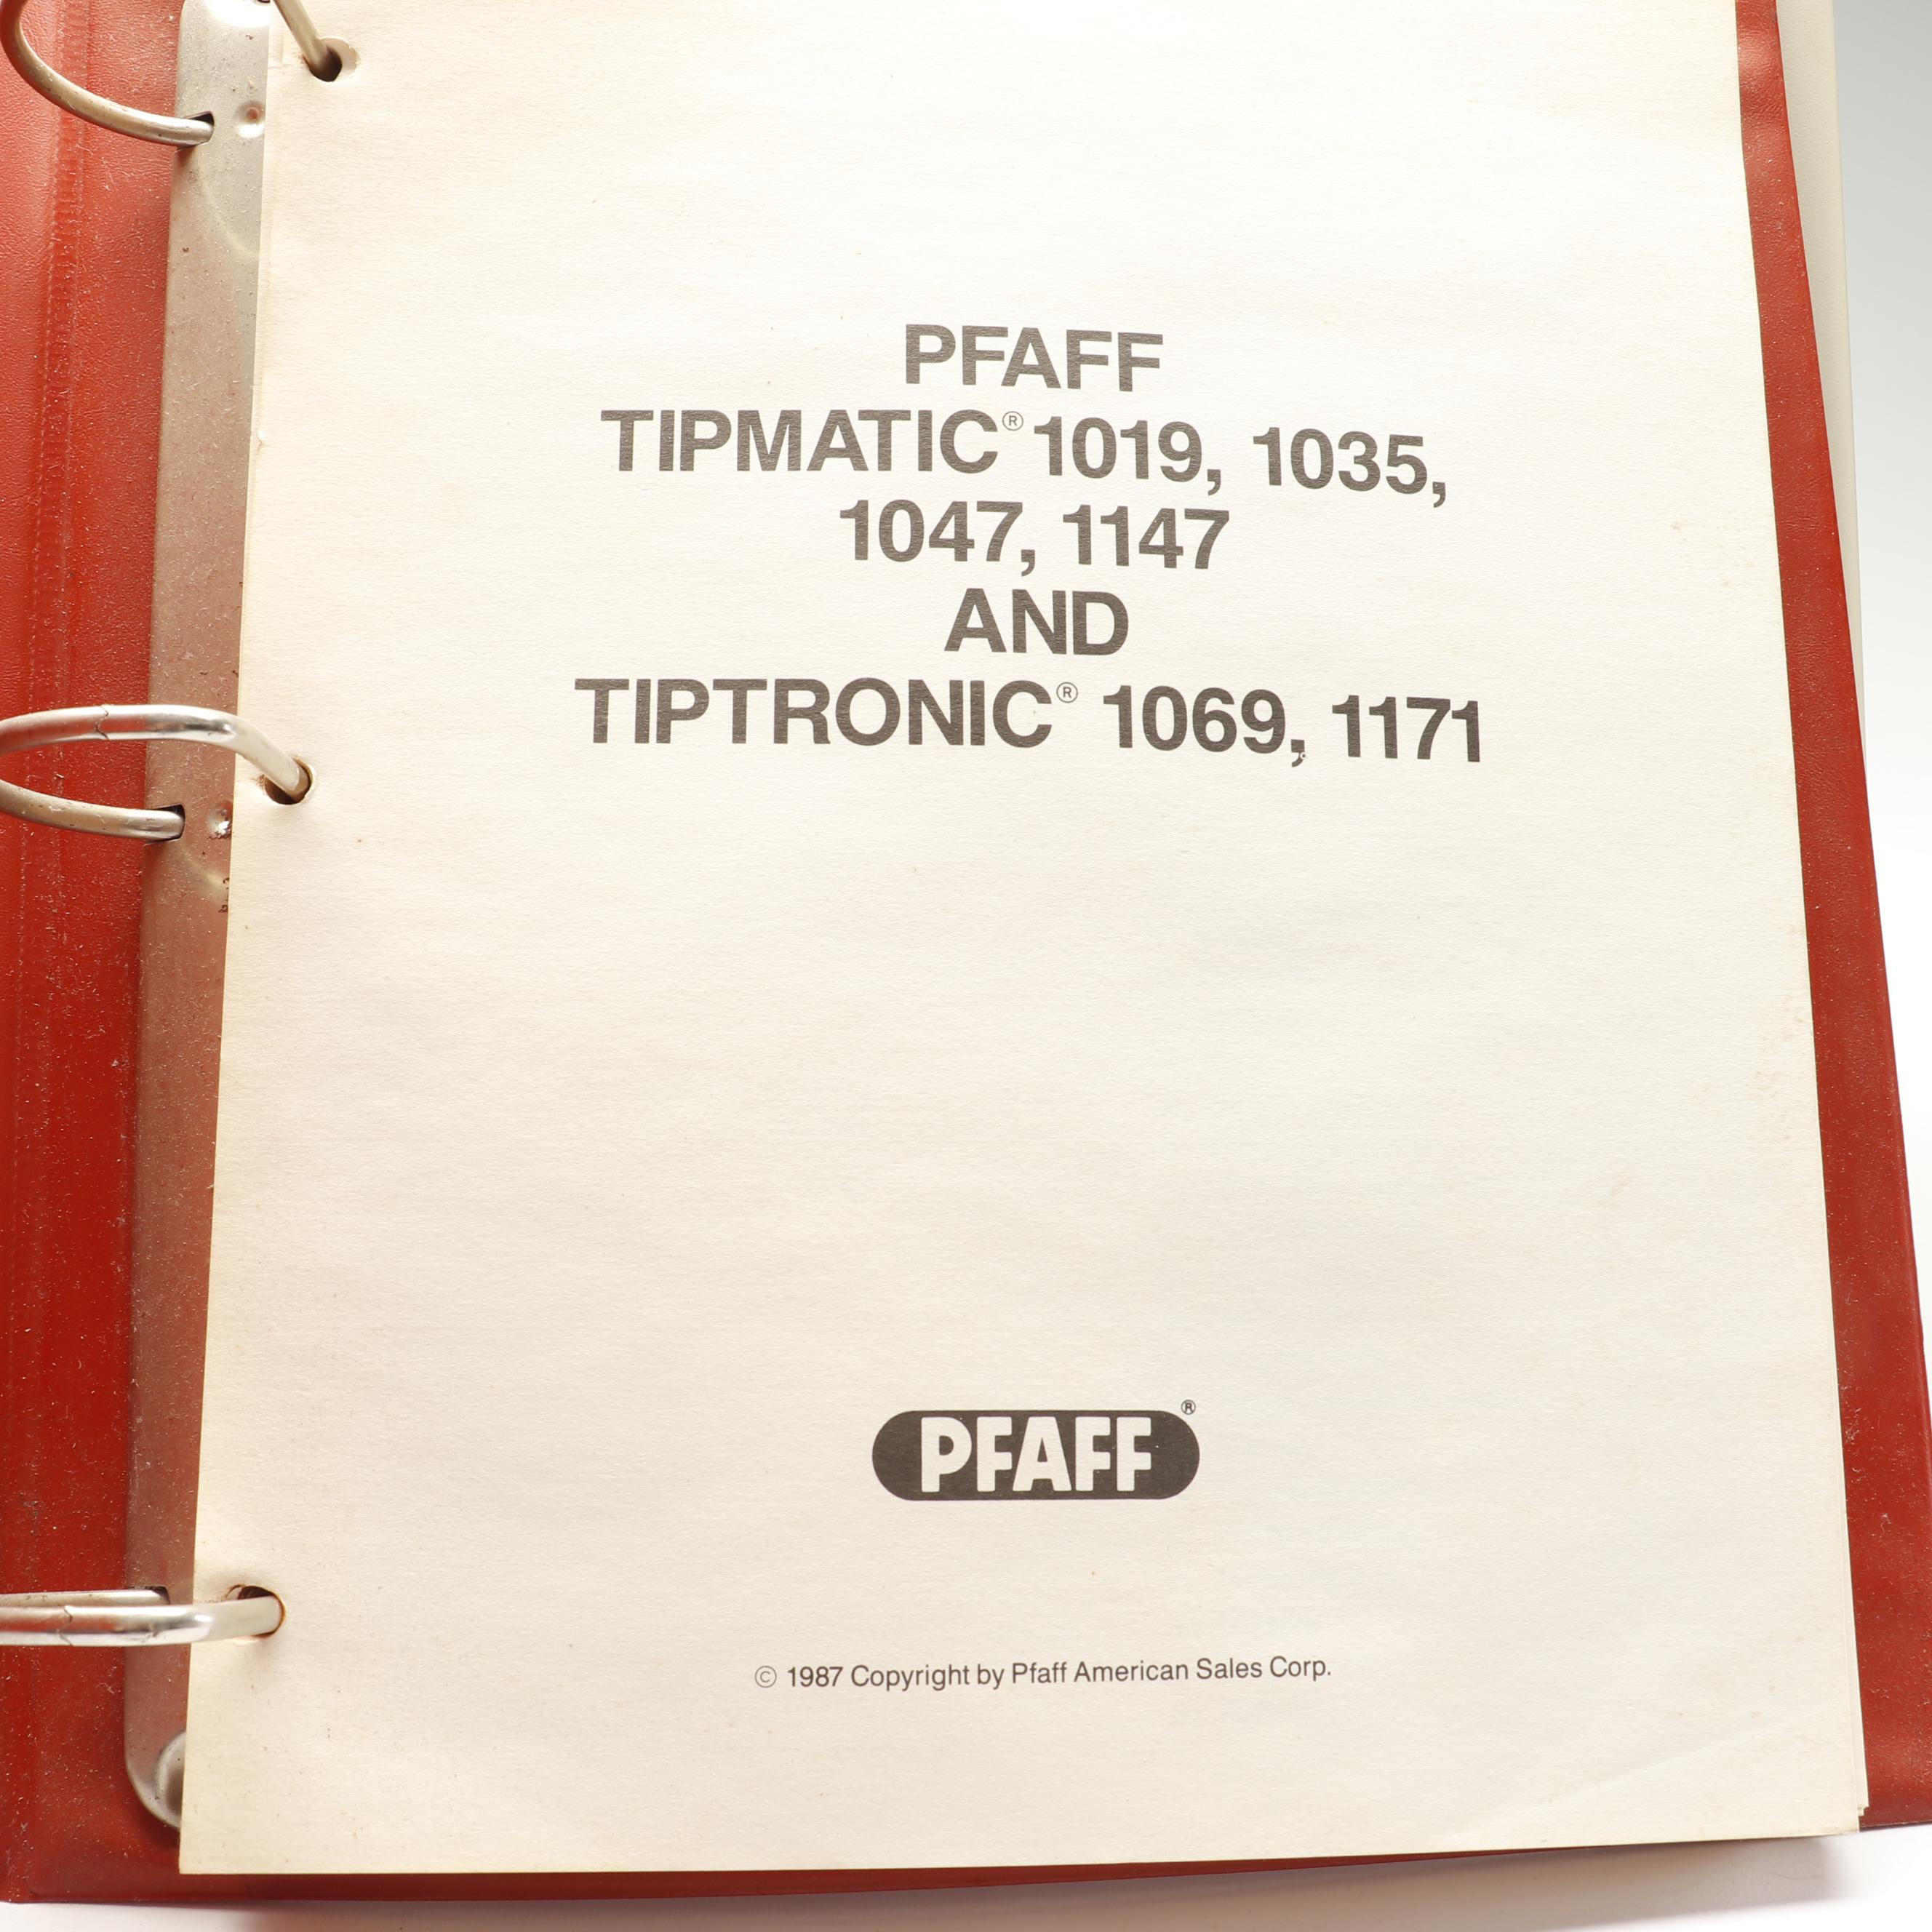 PFAFF
TIPMATIC® 1019, 1035,
1047, 1147
AND
TIPTRONIC® 1069, 1171
PFAFF®
© 1987 Copyright by Pfaff American Sales Corp.